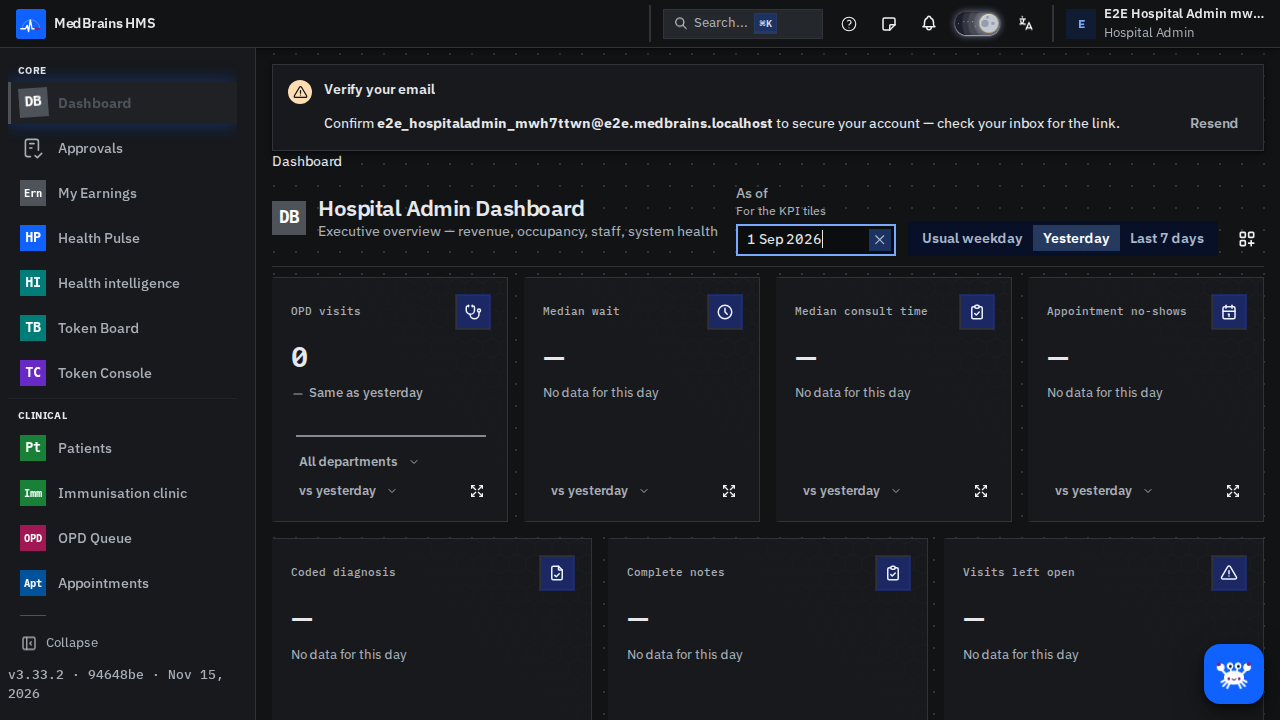 MedBrains HMS
Search...
⌘K
E
E2E Hospital Admin mw...
Hospital Admin
CORE
DB
Dashboard
Approvals
Ern
My Earnings
HP
Health Pulse
HI
Health intelligence
TB
Token Board
TC
Token Console
CLINICAL
Pt
Patients
Imm
Immunisation clinic
OPD
OPD Queue
Apt
Appointments
Collapse
v3.33.2 · 94648be · Nov 15,
2026
Verify your email
Confirm e2e_hospitaladmin_mwh7ttwn@e2e.medbrains.localhost to secure your account — check your inbox for the link.
Resend
Dashboard
DB
Hospital Admin Dashboard
Executive overview — revenue, occupancy, staff, system health
As of
For the KPI tiles
1 Sep 2026
Usual weekday
Yesterday
Last 7 days
OPD visits
0
— Same as yesterday
All departments
vs yesterday
Median wait
—
No data for this day
vs yesterday
Median consult time
—
No data for this day
vs yesterday
Appointment no-shows
—
No data for this day
vs yesterday
Coded diagnosis
—
No data for this day
Complete notes
—
No data for this day
Visits left open
—
No data for this day